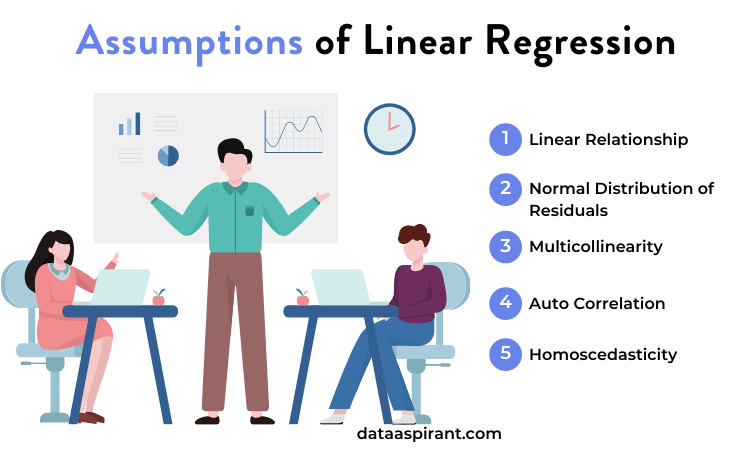 Assumptions of Linear Regression
1 Linear Relationship
2 Normal Distribution of
Residuals
3 Multicollinearity
4 Auto Correlation
5 Homoscedasticity
dataaspirant.com